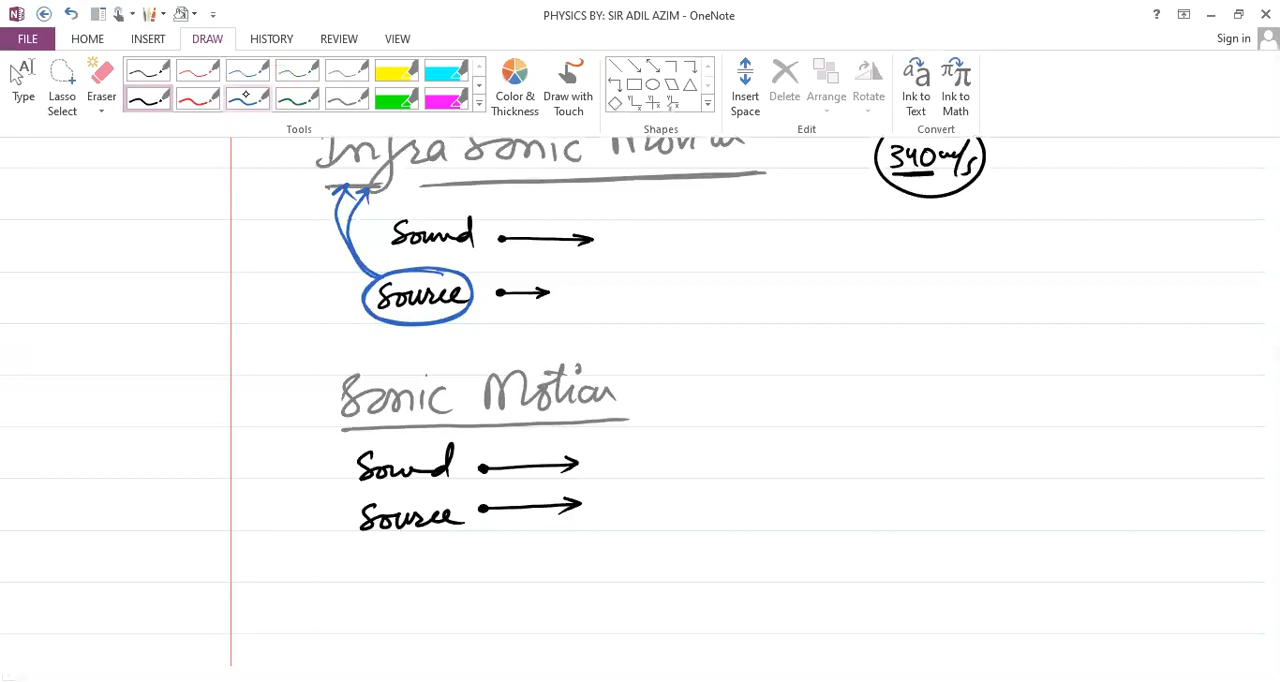 PHYSICS BY: SIR ADIL AZIM - OneNote
FILE HOME INSERT DRAW HISTORY REVIEW VIEW
Sign in
Type Lasso Select Eraser
Color & Thickness Draw with Touch
Insert Space Delete Arrange Rotate
Ink to Text Ink to Math
Tools Shapes Edit Convert
Infra Sonic Motion
340 m/s
Sound
Source
Sonic Motion
Sound
Source